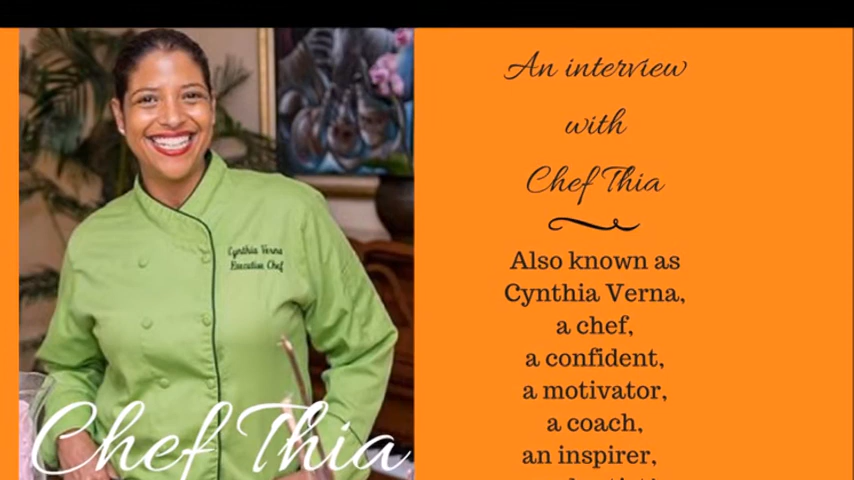 An interview
with
Chef Thia
Also known as
Cynthia Verna,
a chef,
a confident,
a motivator,
a coach,
an inspirer,
Cynthia Verna
Executive Chef
Chef Thia